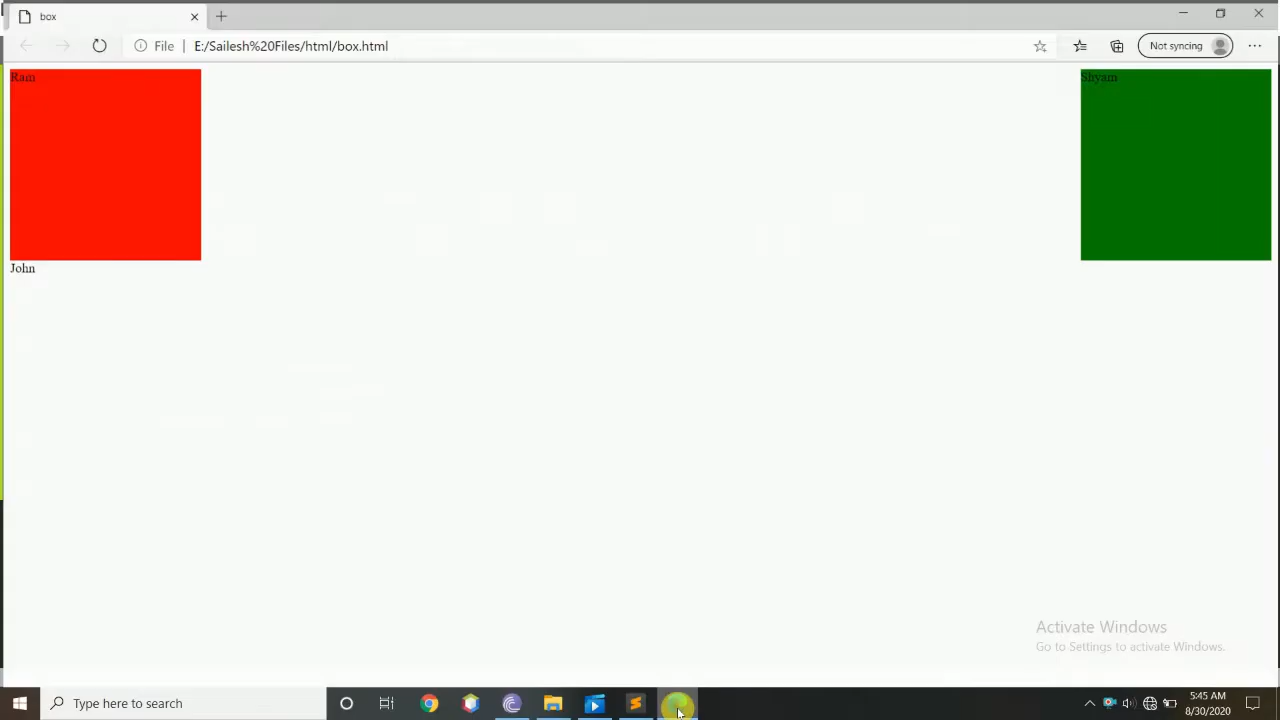 box
File
E:/Sailesh%20Files/html/box.html
Not syncing
Ram
Shyam
John
Activate Windows
Go to Settings to activate Windows.
Type here to search
5:45 AM
8/30/2020